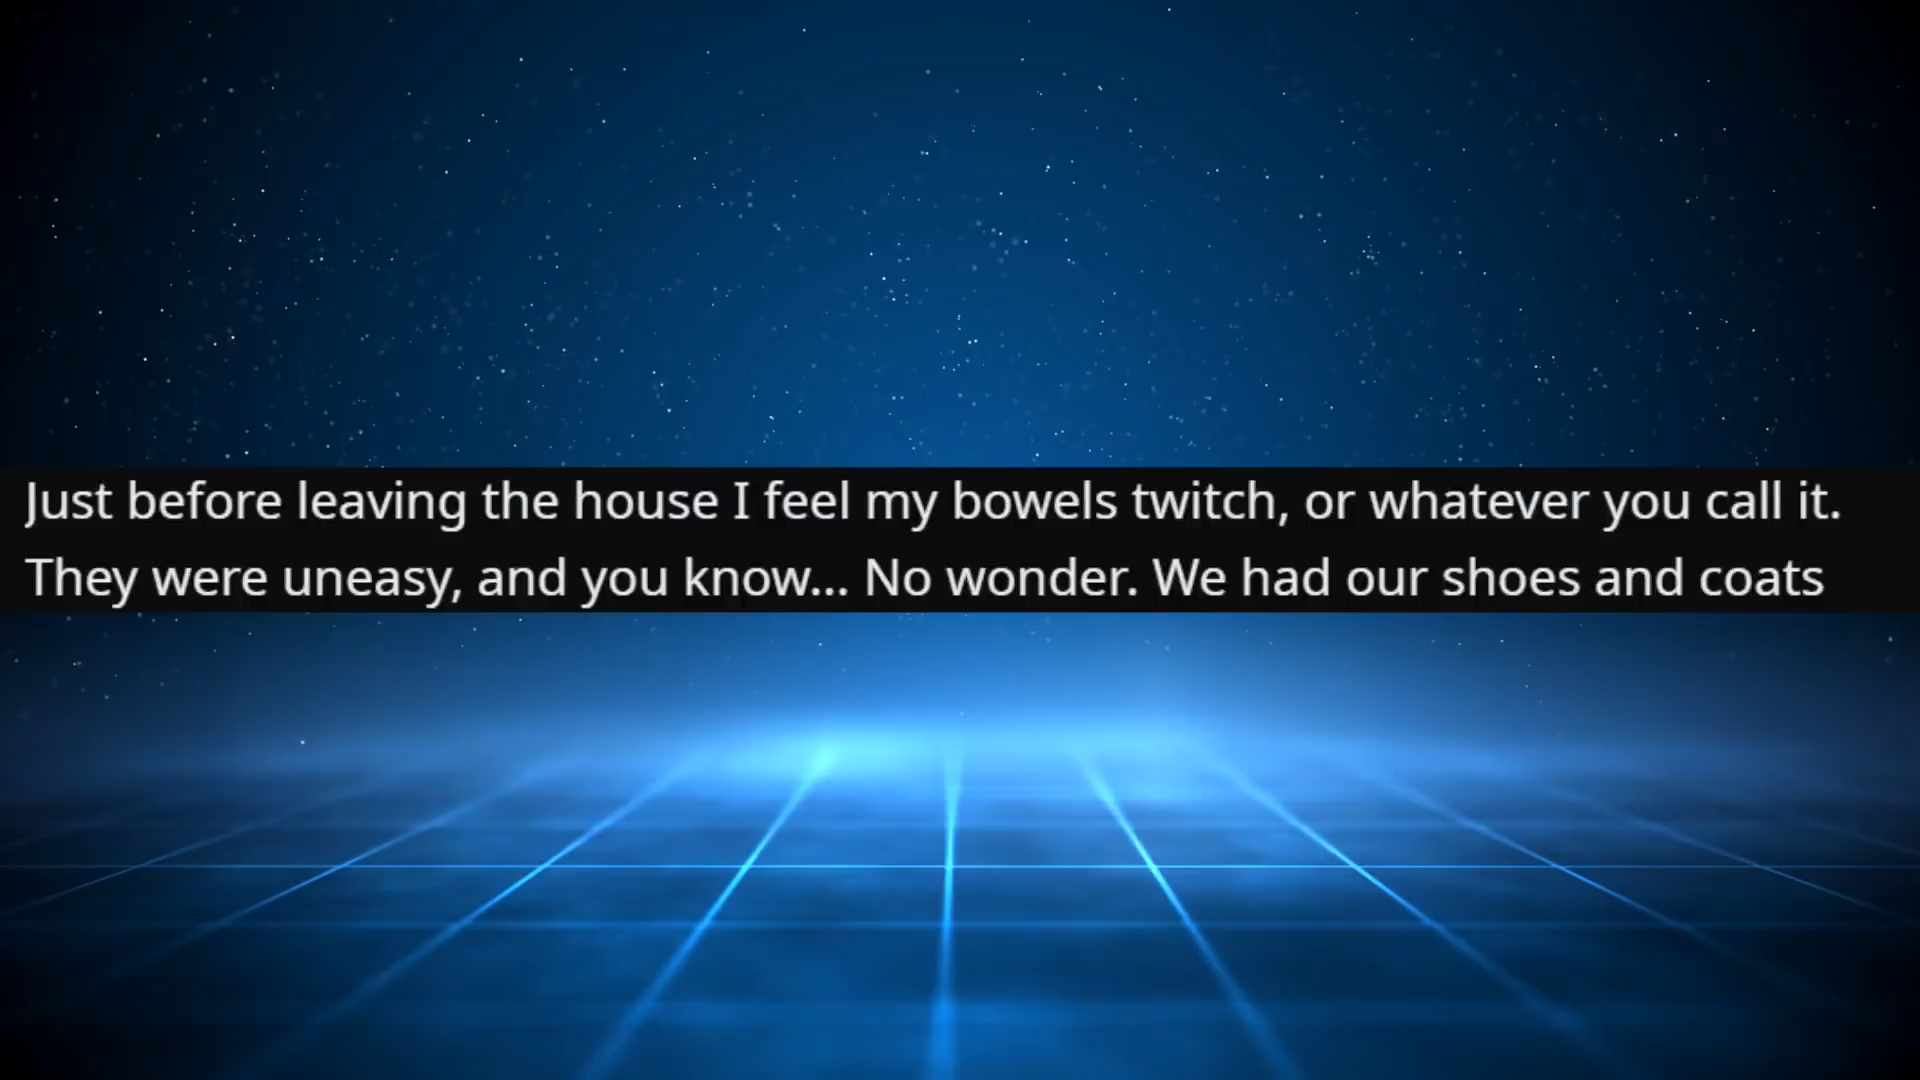 Just before leaving the house I feel my bowels twitch, or whatever you call it.
They were uneasy, and you know... No wonder. We had our shoes and coats